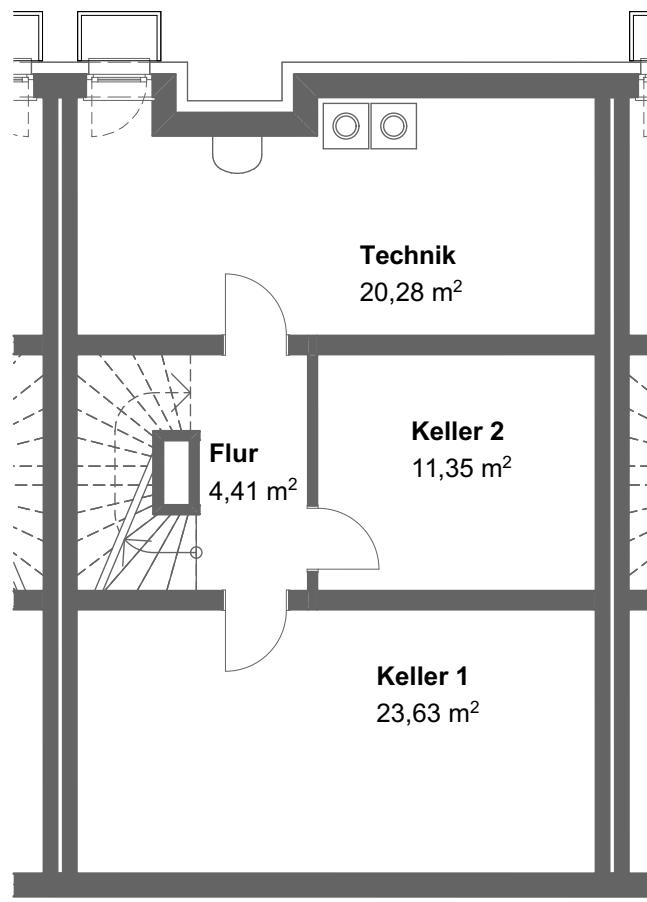 Technik
20,28 m²
Keller 2
11,35 m²
Flur
4,41 m²
Keller 1
23,63 m²